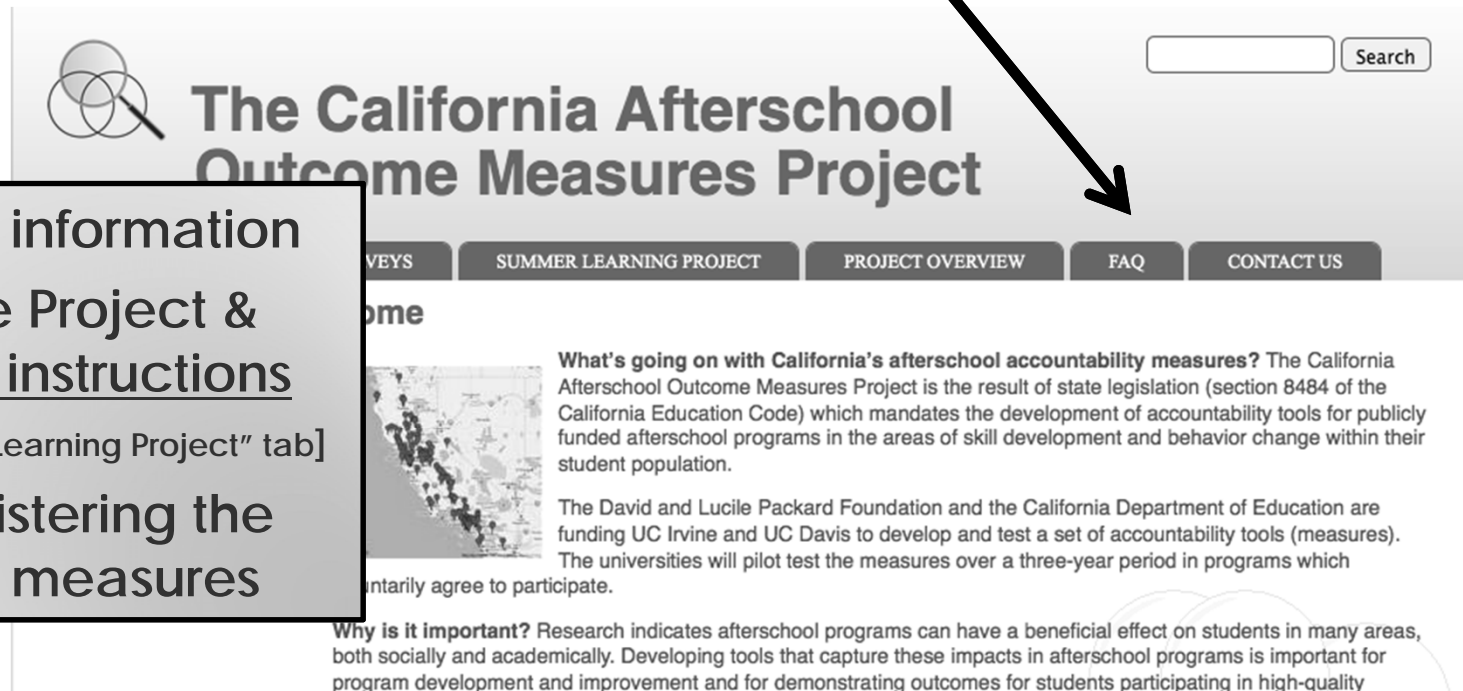 Search
The California Afterschool
Outcome Measures Project
information
Project &
instructions
Learning Project” tab]
the
measures
SUMMER LEARNING PROJECT
PROJECT OVERVIEW
FAQ
CONTACT US
What's going on with California's afterschool accountability measures? The California
Afterschool Outcome Measures Project is the result of state legislation (section 8484 of the
California Education Code) which mandates the development of accountability tools for publicly
funded afterschool programs in the areas of skill development and behavior change within their
student population.
The David and Lucile Packard Foundation and the California Department of Education are
funding UC Irvine and UC Davis to develop and test a set of accountability tools (measures).
The universities will pilot test the measures over a three-year period in programs which
agree to participate.
Why is it important? Research indicates afterschool programs can have a beneficial effect on students in many areas,
both socially and academically. Developing tools that capture these impacts in afterschool programs is important for
program development and improvement and for demonstrating outcomes for students participating in high-quality